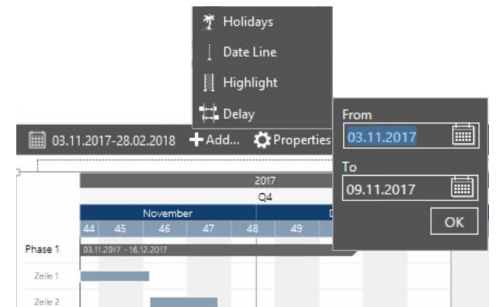 Holidays
Date Line
Highlight
Delay
From
03.11.2017
To
09.11.2017
OK
03.11.2017-28.02.2018 Add... Properties
2017
Q4
November D
44 45 46 47 48 49
Phase 1 03.11.2017 - 16.12.2017
Zeile 1
Zeile 2